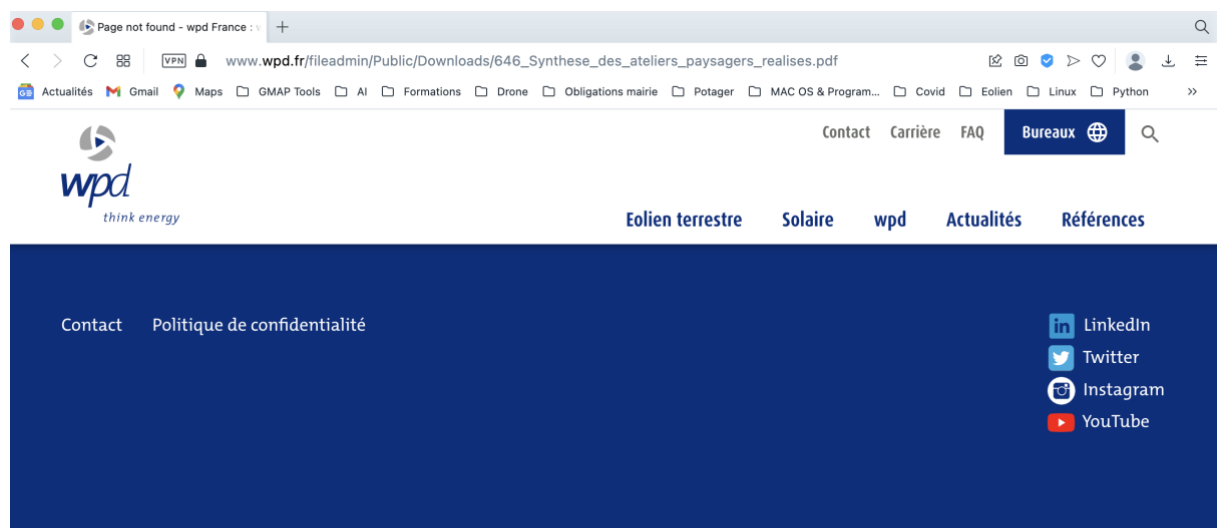 Page not found - wpd France :
VPN www.wpd.fr/fileadmin/Public/Downloads/646_Synthese_des_ateliers_paysagers_realises.pdf
Actualités Gmail Maps GMAP Tools AI Formations Drone Obligations mairie Potager MAC OS & Program... Covid Eolien Linux Python »
Contact Carrière FAQ Bureaux
wpd
think energy
Eolien terrestre Solaire wpd Actualités Références
Contact Politique de confidentialité
in LinkedIn
Twitter
Instagram
YouTube